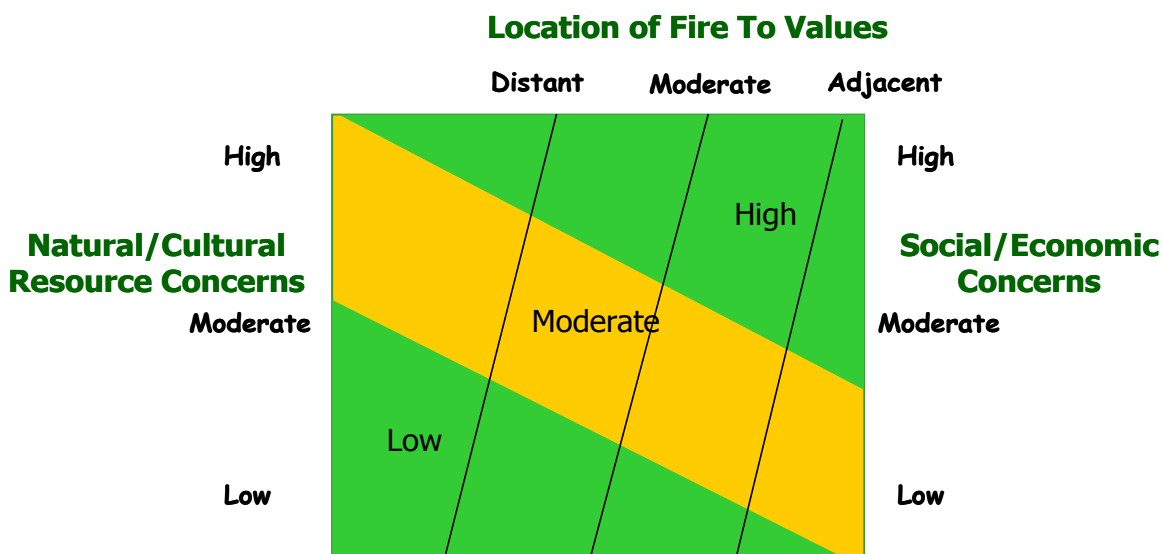 Location of Fire To Values
Distant Moderate Adjacent
High High
High
Natural/Cultural
Resource Concerns
Social/Economic
Concerns
Moderate Moderate Moderate
Low
Low Low